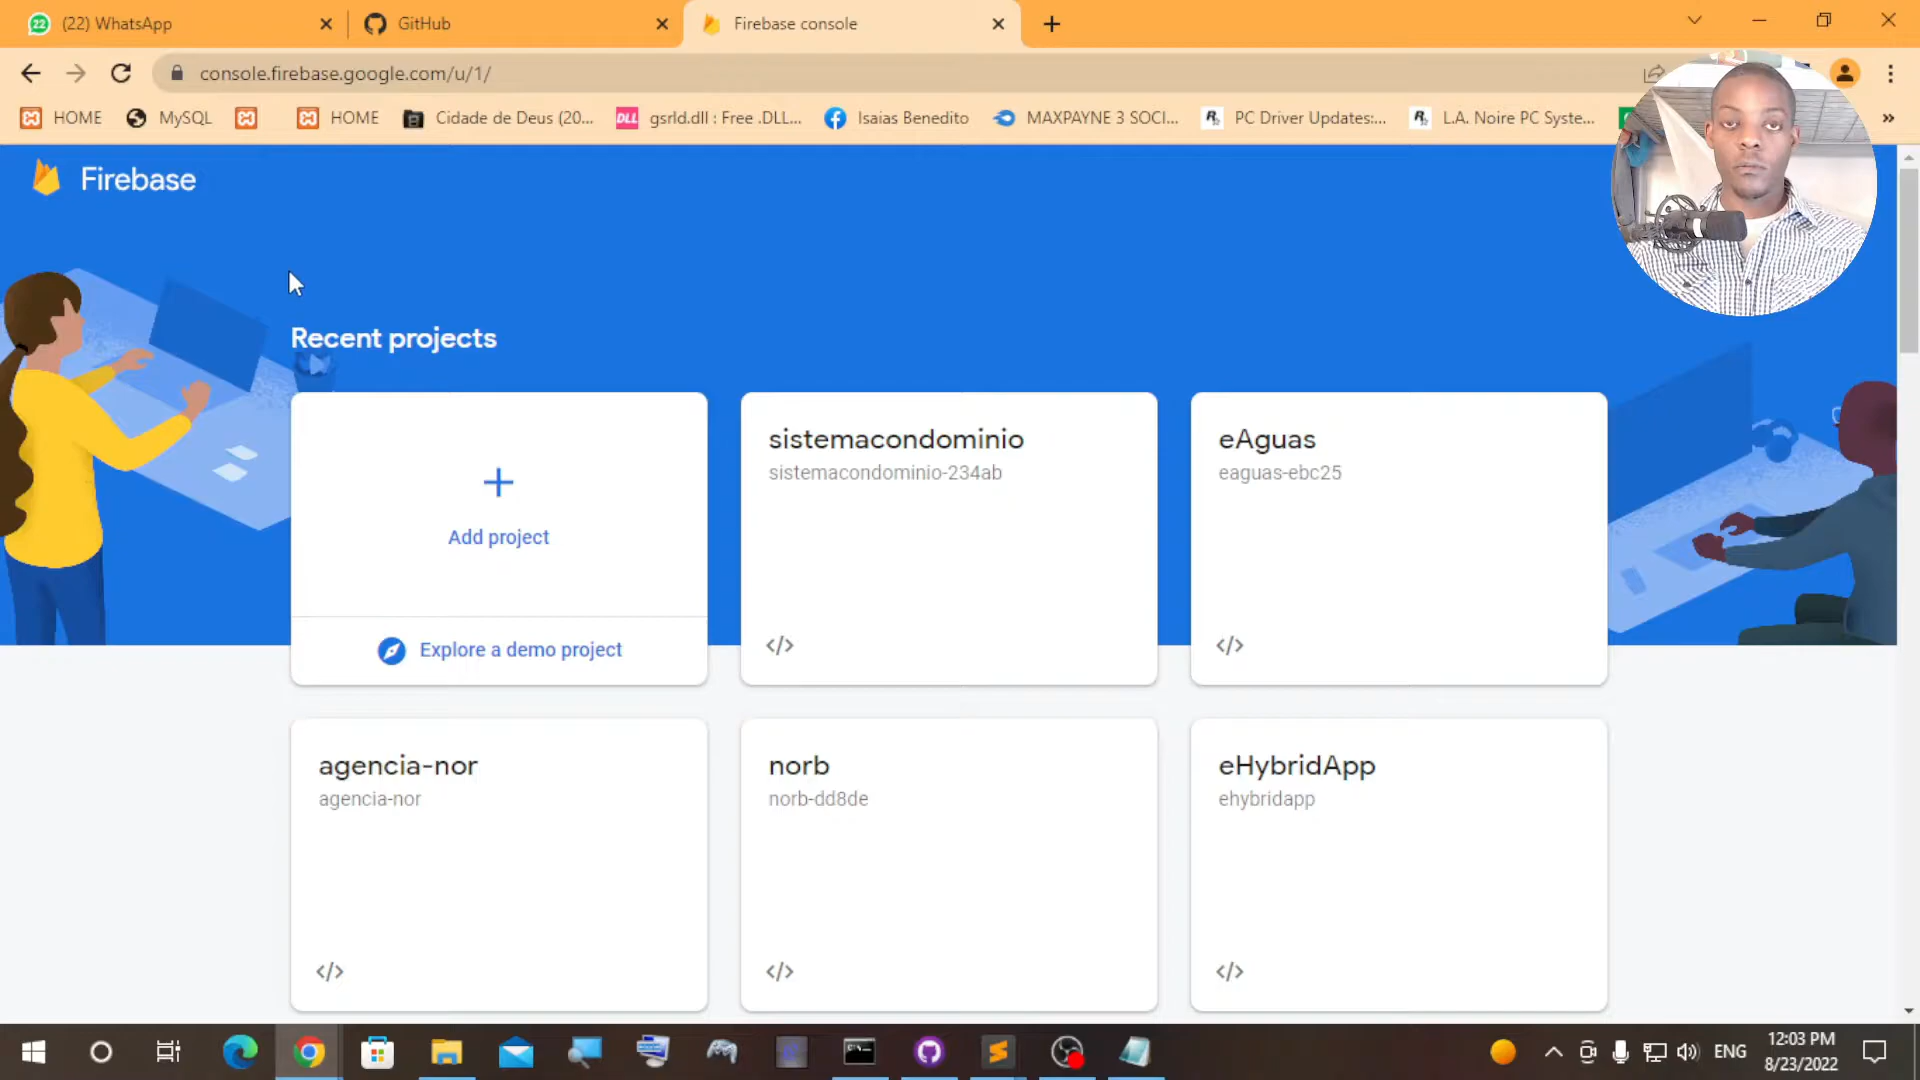 (22) WhatsApp
GitHub
Firebase console
console.firebase.google.com/u/1/
HOME
MySQL
HOME
Cidade de Deus (20...
DLL
gsrld.dll : Free .DLL...
Isaias Benedito
MAXPAYNE 3 SOCI...
PC Driver Updates:...
L.A. Noire PC Syste...
»
Firebase
Recent projects
Add project
Explore a demo project
sistemacondominio
sistemacondominio-234ab
</>
eAguas
eaguas-ebc25
</>
agencia-nor
agencia-nor
</>
norb
norb-dd8de
</>
eHybridApp
ehybridapp
</>
ENG
12:03 PM
8/23/2022